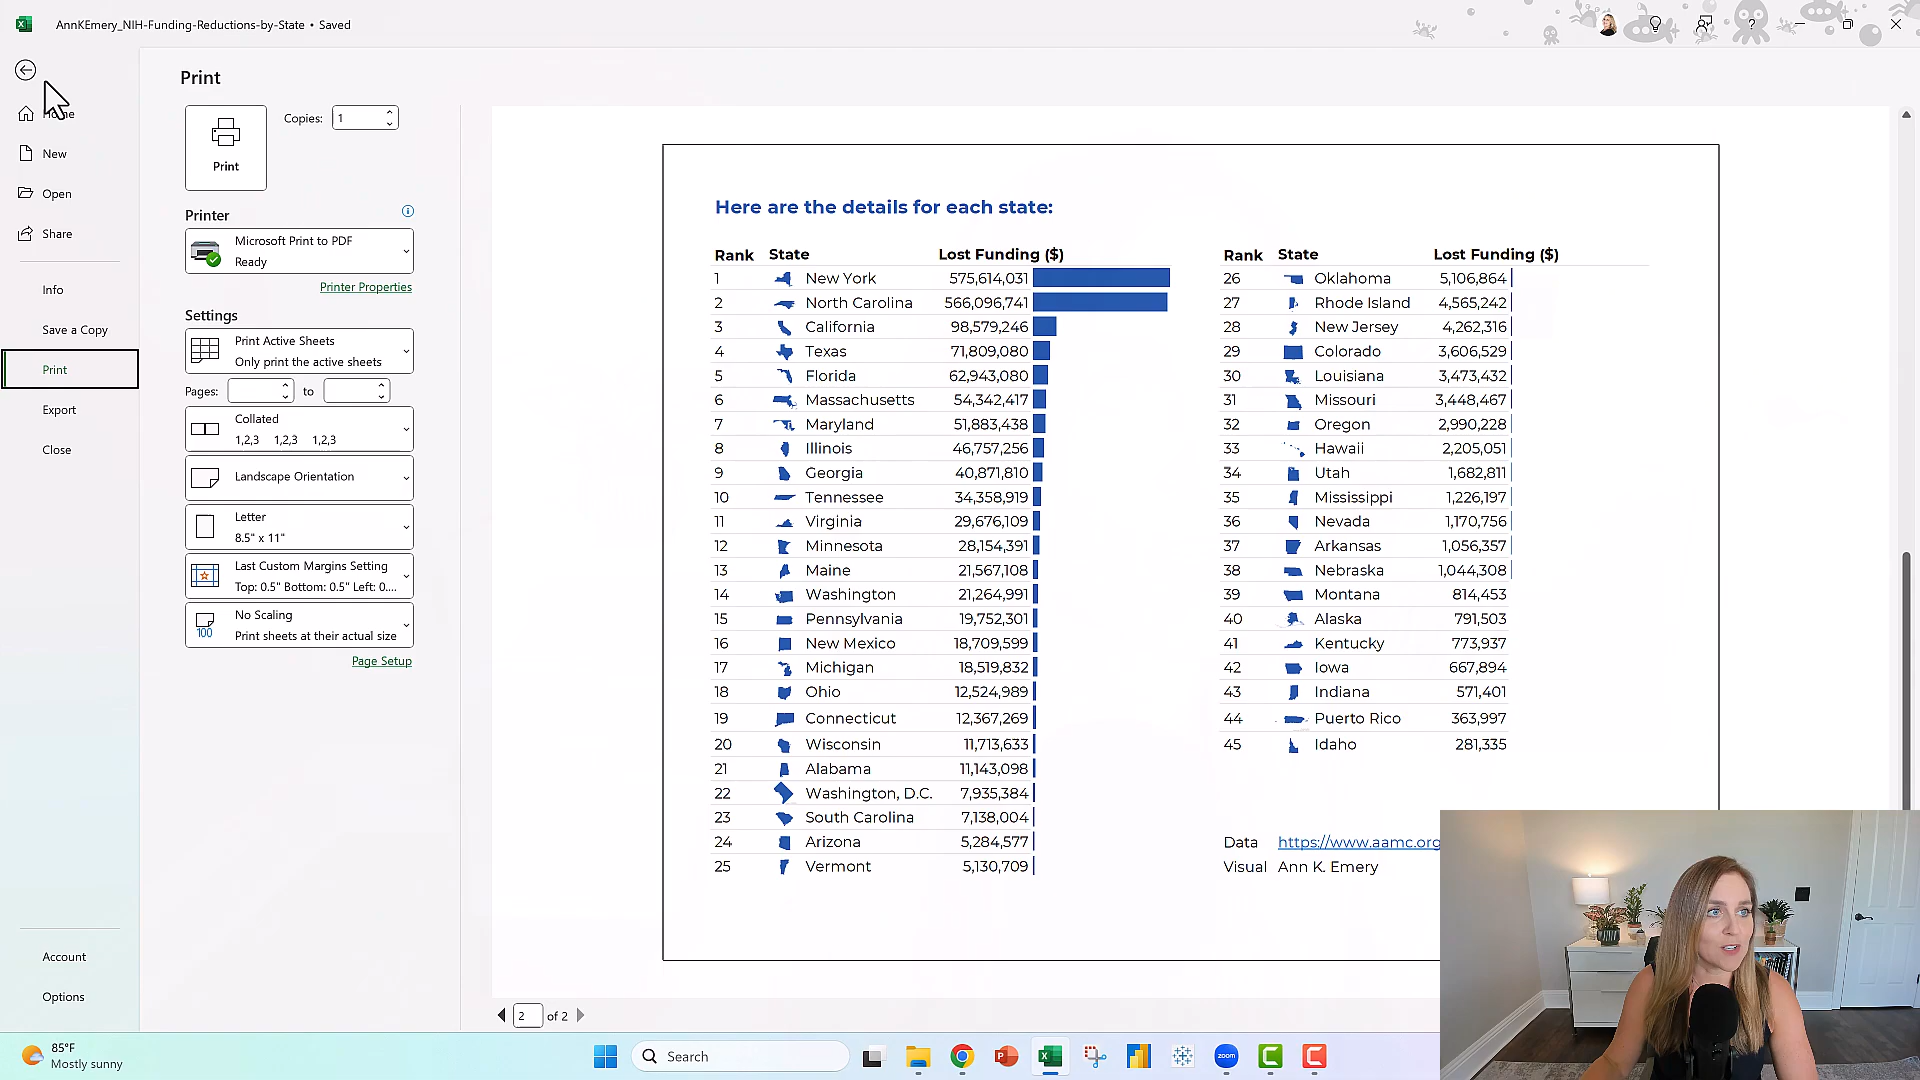 AnnKEmery_NIH-Funding-Reductions-by-State • Saved
?
Home
New
Open
Share
Info
Save a Copy
Print
Export
Close
Account
Options
Print
Print
Copies: 1
Printer
Microsoft Print to PDF
Ready
Printer Properties
Settings
Print Active Sheets
Only print the active sheets
Pages: to
Collated
1,2,3 1,2,3 1,2,3
Landscape Orientation
Letter
8.5" x 11"
Last Custom Margins Setting
Top: 0.5" Bottom: 0.5" Left: 0....
No Scaling
100
Print sheets at their actual size
Page Setup
Here are the details for each state:
Rank State Lost Funding ($)
1 New York 575,614,031
2 North Carolina 566,096,741
3 California 98,579,246
4 Texas 71,809,080
5 Florida 62,943,080
6 Massachusetts 54,342,417
7 Maryland 51,883,438
8 Illinois 46,757,256
9 Georgia 40,871,810
10 Tennessee 34,358,919
11 Virginia 29,676,109
12 Minnesota 28,154,391
13 Maine 21,567,108
14 Washington 21,264,991
15 Pennsylvania 19,752,301
16 New Mexico 18,709,599
17 Michigan 18,519,832
18 Ohio 12,524,989
19 Connecticut 12,367,269
20 Wisconsin 11,713,633
21 Alabama 11,143,098
22 Washington, D.C. 7,935,384
23 South Carolina 7,138,004
24 Arizona 5,284,577
25 Vermont 5,130,709
Rank State Lost Funding ($)
26 Oklahoma 5,106,864
27 Rhode Island 4,565,242
28 New Jersey 4,262,316
29 Colorado 3,606,529
30 Louisiana 3,473,432
31 Missouri 3,448,467
32 Oregon 2,990,228
33 Hawaii 2,205,051
34 Utah 1,682,811
35 Mississippi 1,226,197
36 Nevada 1,170,756
37 Arkansas 1,056,357
38 Nebraska 1,044,308
39 Montana 814,453
40 Alaska 791,503
41 Kentucky 773,937
42 Iowa 667,894
43 Indiana 571,401
44 Puerto Rico 363,997
45 Idaho 281,335
Data https://www.aamc.org
Visual Ann K. Emery
2 of 2
85°F
Mostly sunny
Search
zoom